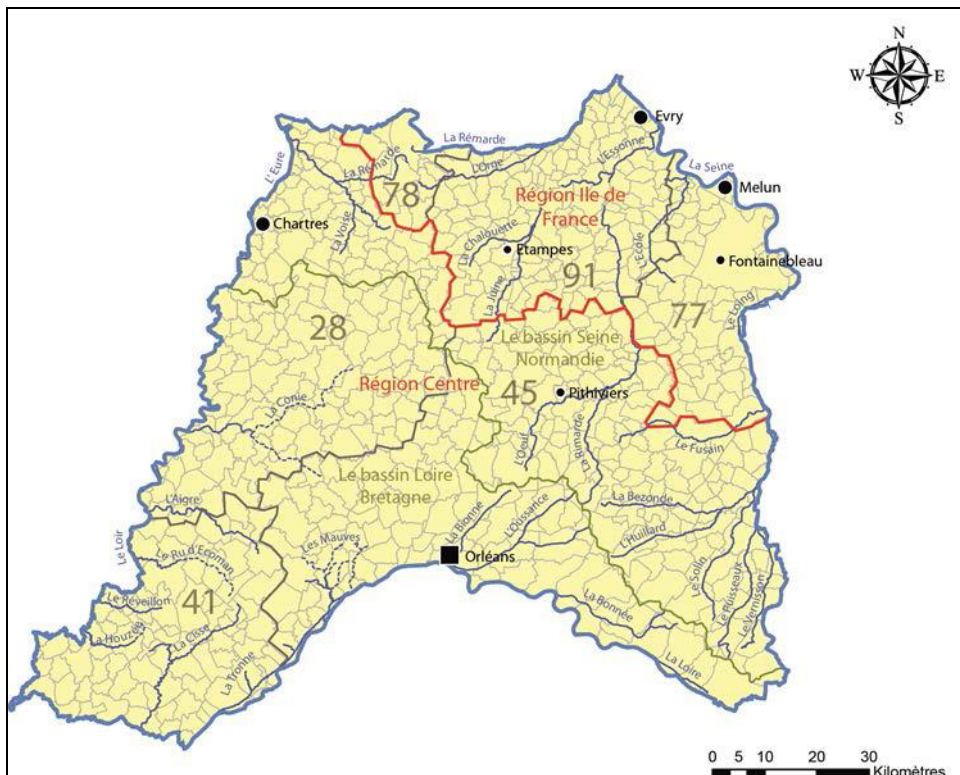 N
W E
S
Evry
La Rémarde
L'Orge
L'Essonne
La Seine
Melun
L'Eure
La Rémarde
78
Région Ile de
France
Chartres
La Voise
La Chalouette
Etampes
L'Ecole
Fontainebleau
La Juine
91
77
Le Loing
28
Le bassin Seine
Normandie
Région Centre
45
Pithiviers
La Conie
L'Oeuf
La Rimarde
Le Fusain
Le bassin Loire
Bretagne
L'Aigre
La Bezonde
Les Mauves
La Bionne
L'Oussance
L'Huillard
Le Loir
Le Ru d'Ecoman
Orléans
Le Solin
Le Puisseaux
Le Vernisson
Le Réveillon
41
La Bonnée
La Houzée
La Cisse
La Tronne
La Loire
0 5 10 20 30
Kilomètres